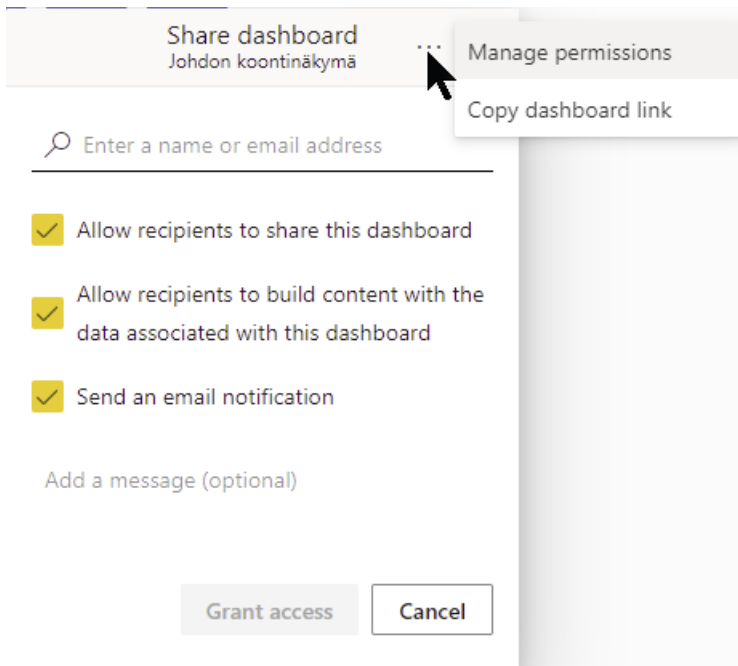 Share dashboard
Johdon koontinäkymä
...
Manage permissions
Copy dashboard link
Enter a name or email address
Allow recipients to share this dashboard
Allow recipients to build content with the
data associated with this dashboard
Send an email notification
Add a message (optional)
Grant access
Cancel